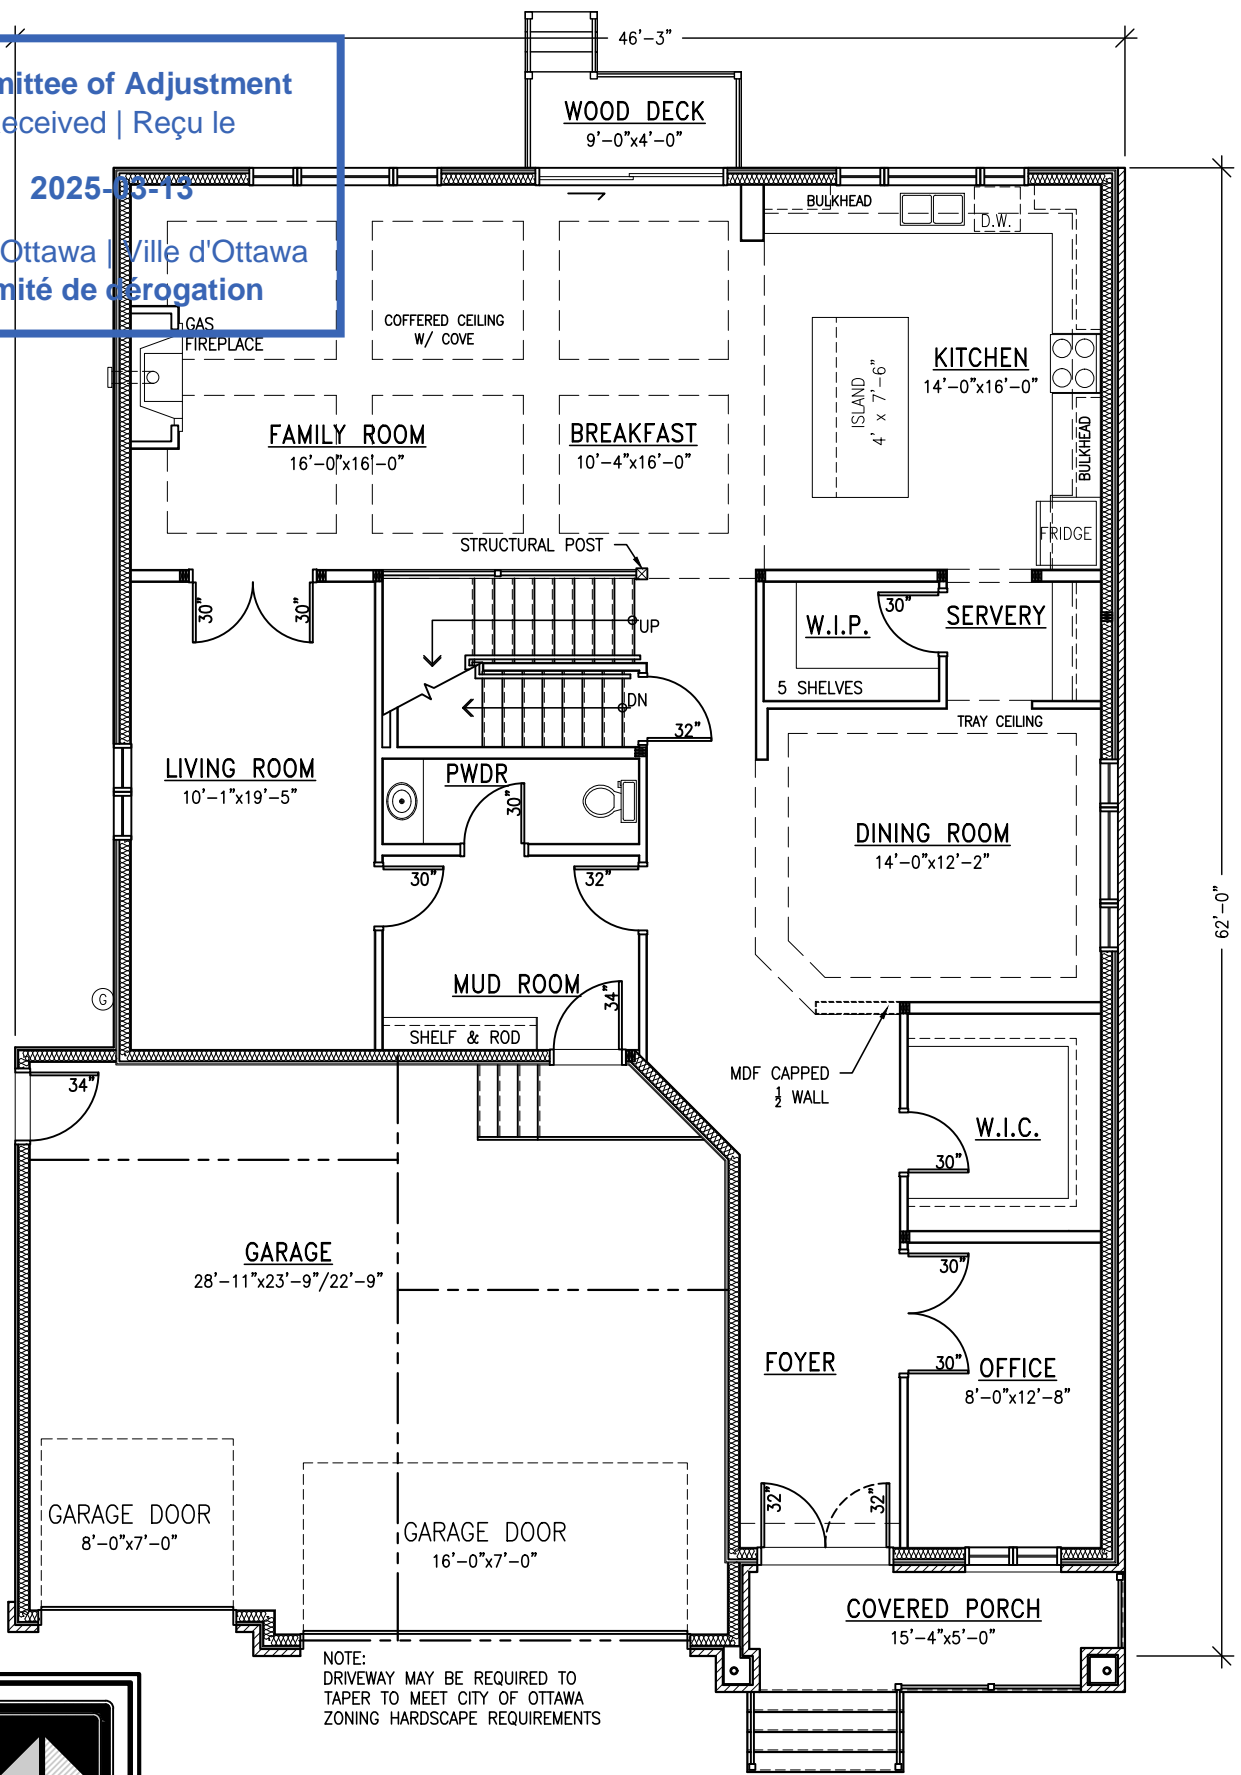 46'-3"
mittee of Adjustment
eceived | Reçu le
2025-03-13
Ottawa | Ville d'Ottawa
mité de dérogation
WOOD DECK
9'-0"x4'-0"
BULKHEAD
D.W.
GAS
FIREPLACE
COFFERED CEILING
W/ COVE
KITCHEN
14'-0"x16'-0"
ISLAND
4' x 7'-6"
BULKHEAD
FAMILY ROOM
16'-0"x16'-0"
BREAKFAST
10'-4"x16'-0"
FRIDGE
STRUCTURAL POST
30"
30"
UP
DN
32"
W.I.P.
30"
5 SHELVES
SERVERY
TRAY CEILING
LIVING ROOM
10'-1"x19'-5"
PWDR
30"
DINING ROOM
14'-0"x12'-2"
30"
32"
62'-0"
MUD ROOM
34"
SHELF & ROD
G
34"
MDF CAPPED
½ WALL
W.I.C.
30"
GARAGE
28'-11"x23'-9"/22'-9"
30"
30"
FOYER
OFFICE
8'-0"x12'-8"
32"
32"
GARAGE DOOR
8'-0"x7'-0"
GARAGE DOOR
16'-0"x7'-0"
COVERED PORCH
15'-4"x5'-0"
NOTE:
DRIVEWAY MAY BE REQUIRED TO
TAPER TO MEET CITY OF OTTAWA
ZONING HARDSCAPE REQUIREMENTS